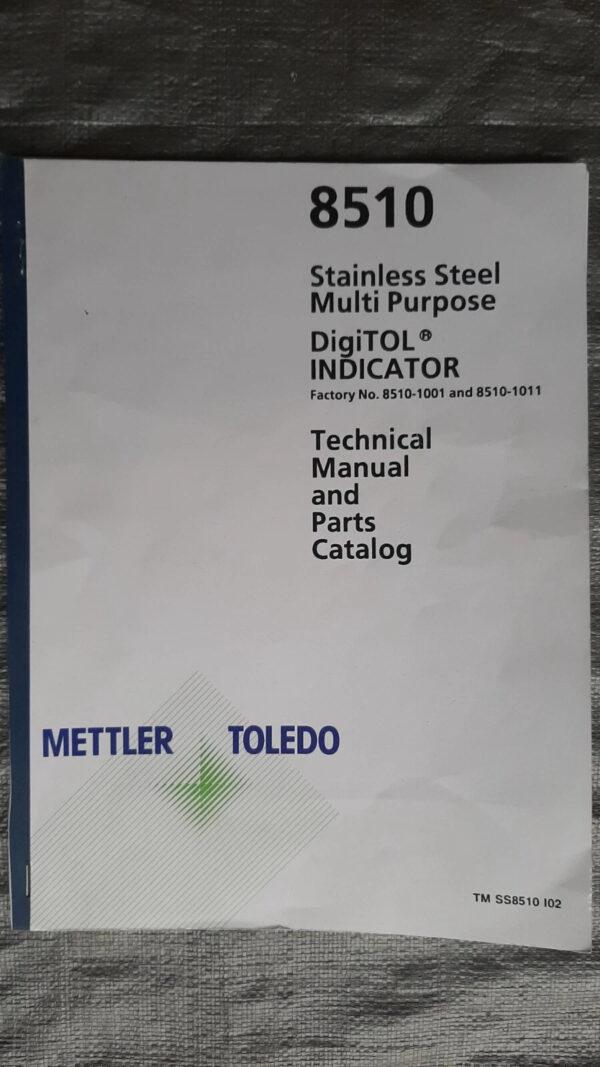 8510
Stainless Steel
Multi Purpose
DigiTOL®
INDICATOR
Factory No. 8510-1001 and 8510-1011
Technical
Manual
and
Parts
Catalog
METTLER TOLEDO
TM SS8510 I02